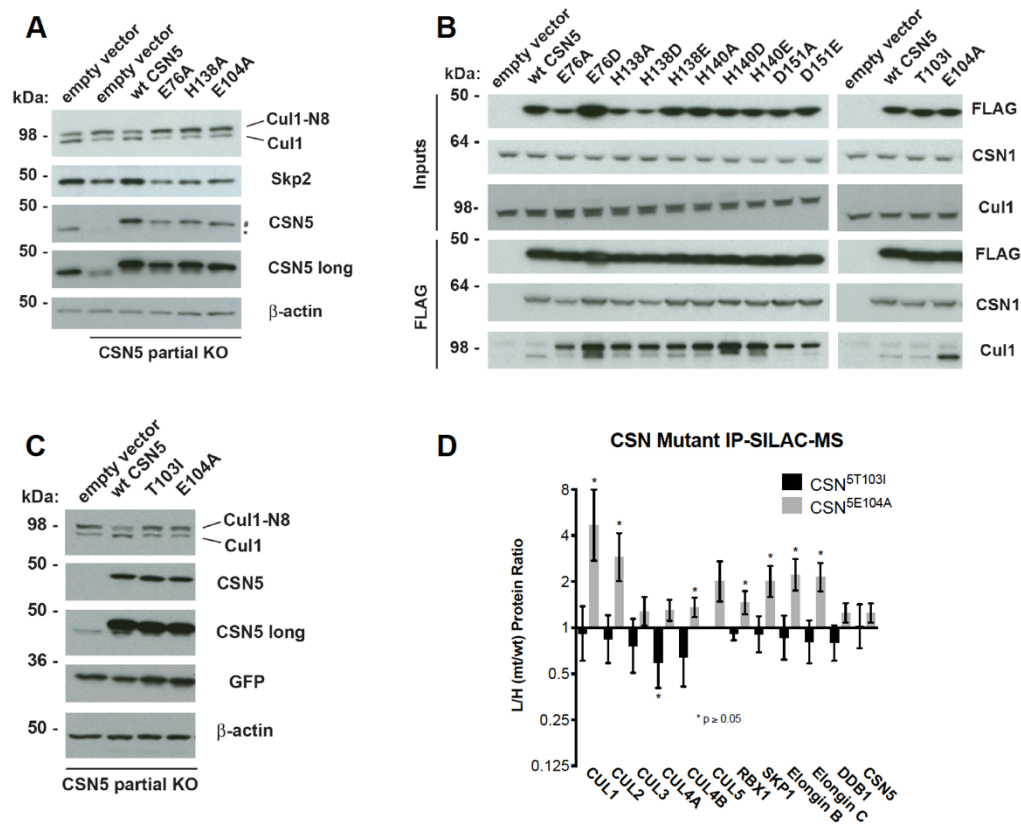 A
empty vector
empty vector
wt CSN5
E76A
H138A
E104A
kDa:
98 -
Cul1-N8
Cul1
50 -
Skp2
50 -
CSN5
#
*
50 -
CSN5 long
50 -
β-actin
CSN5 partial KO
B
empty vector
wt CSN5
E76A
E76D
H138A
H138D
H138E
H140A
H140D
H140E
D151A
D151E
empty vector
wt CSN5
T103I
E104A
kDa:
Inputs
50 -
FLAG
64 -
CSN1
98-
Cul1
FLAG
50 -
FLAG
64 -
CSN1
98 -
Cul1
C
empty vector
wt CSN5
T103I
E104A
kDa:
98 -
Cul1-N8
Cul1
50 -
CSN5
50 -
CSN5 long
36 -
GFP
50 -
β-actin
CSN5 partial KO
D
CSN Mutant IP-SILAC-MS
CSN5T103I
CSN5E104A
L/H (mt/wt) Protein Ratio
8
4
2
1
0.5
0.25
0.125
* * * * * * * *
* p ≥ 0.05
CUL1
CUL2
CUL3
CUL4A
CUL4B
CUL5
RBX1
SKP1
Elongin B
Elongin C
DDB1
CSN5